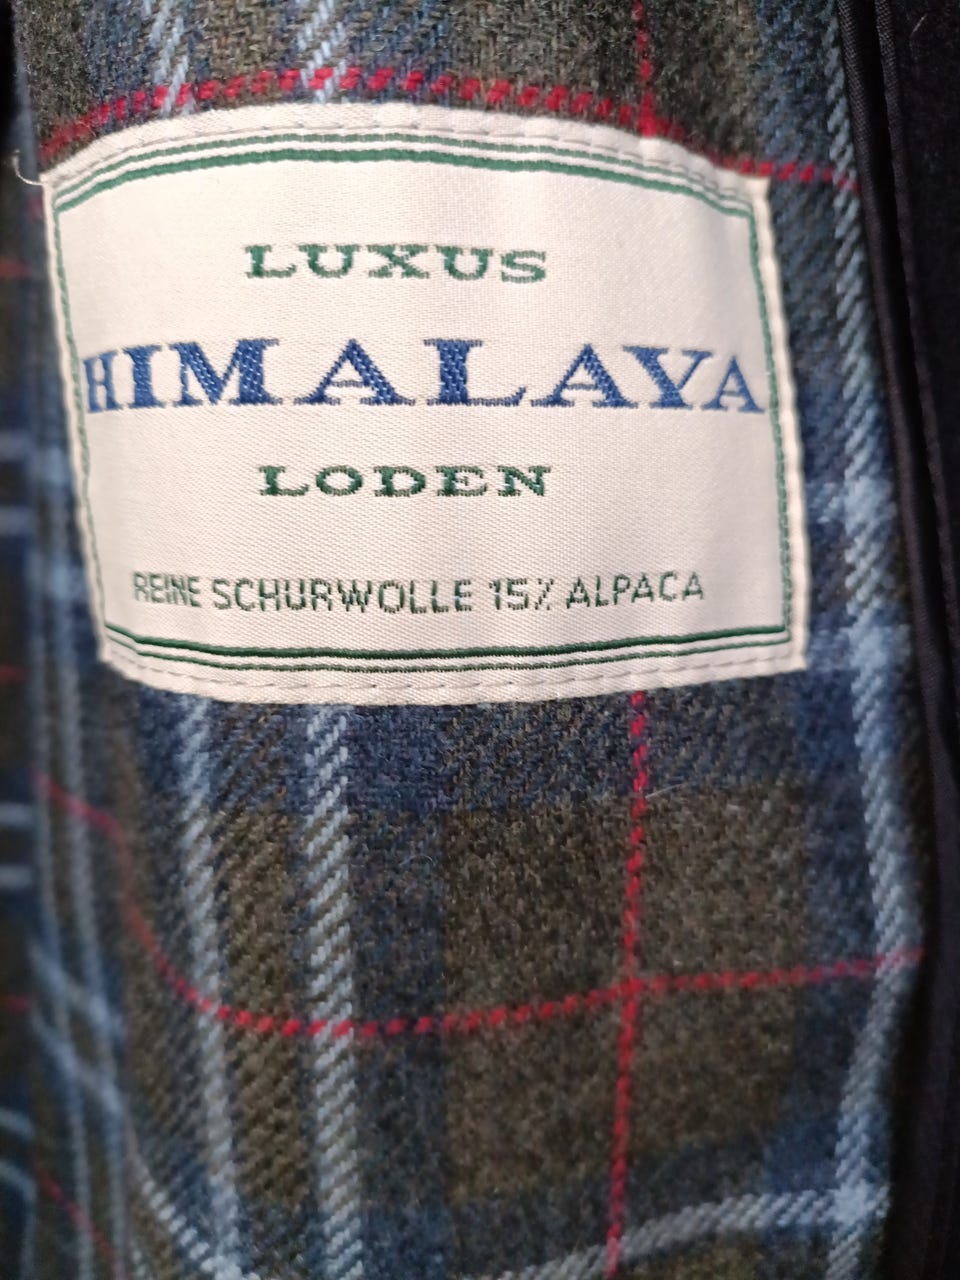 LUXUS
HIMALAYA
LODEN
REINE SCHURWOLLE 15% ALPACA